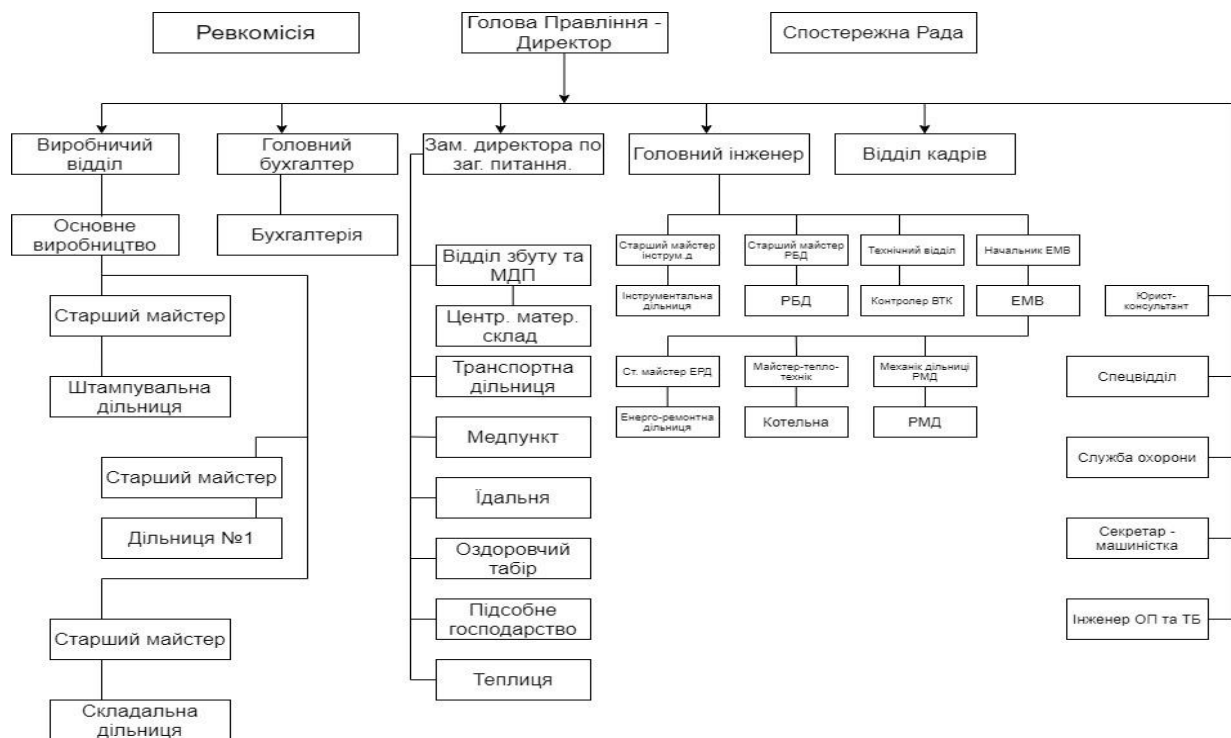 Ревкомісія
Голова Правління -
Директор
Спостережна Рада
Виробничий
відділ
Головний
бухгалтер
Зам. директора по
заг. питання.
Головний інженер
Відділ кадрів
Основне
виробництво
Бухгалтерія
Старший майстер
Штампувальна
дільниця
Старший майстер
Дільниця №1
Старший майстер
Складальна
дільниця
Відділ збуту та
МДП
Центр. матер.
склад
Транспортна
дільниця
Медпункт
Їдальня
Оздоровчий
табір
Підсобне
господарство
Теплиця
Старший майстер
інструм.д
Старший майстер
РБД
Технічний відділ
Начальник ЕМВ
Інструментальна
дільниця
РБД
Контролер ВТК
ЕМВ
Ст. майстер ЕРД
Майстер-тепло-
технік
Механік дільниці
РМД
Енерго-ремонтна
дільниця
Котельна
РМД
Юрист-
консультант
Спецвідділ
Служба охорони
Секретар -
машиністка
Інженер ОП та ТБ